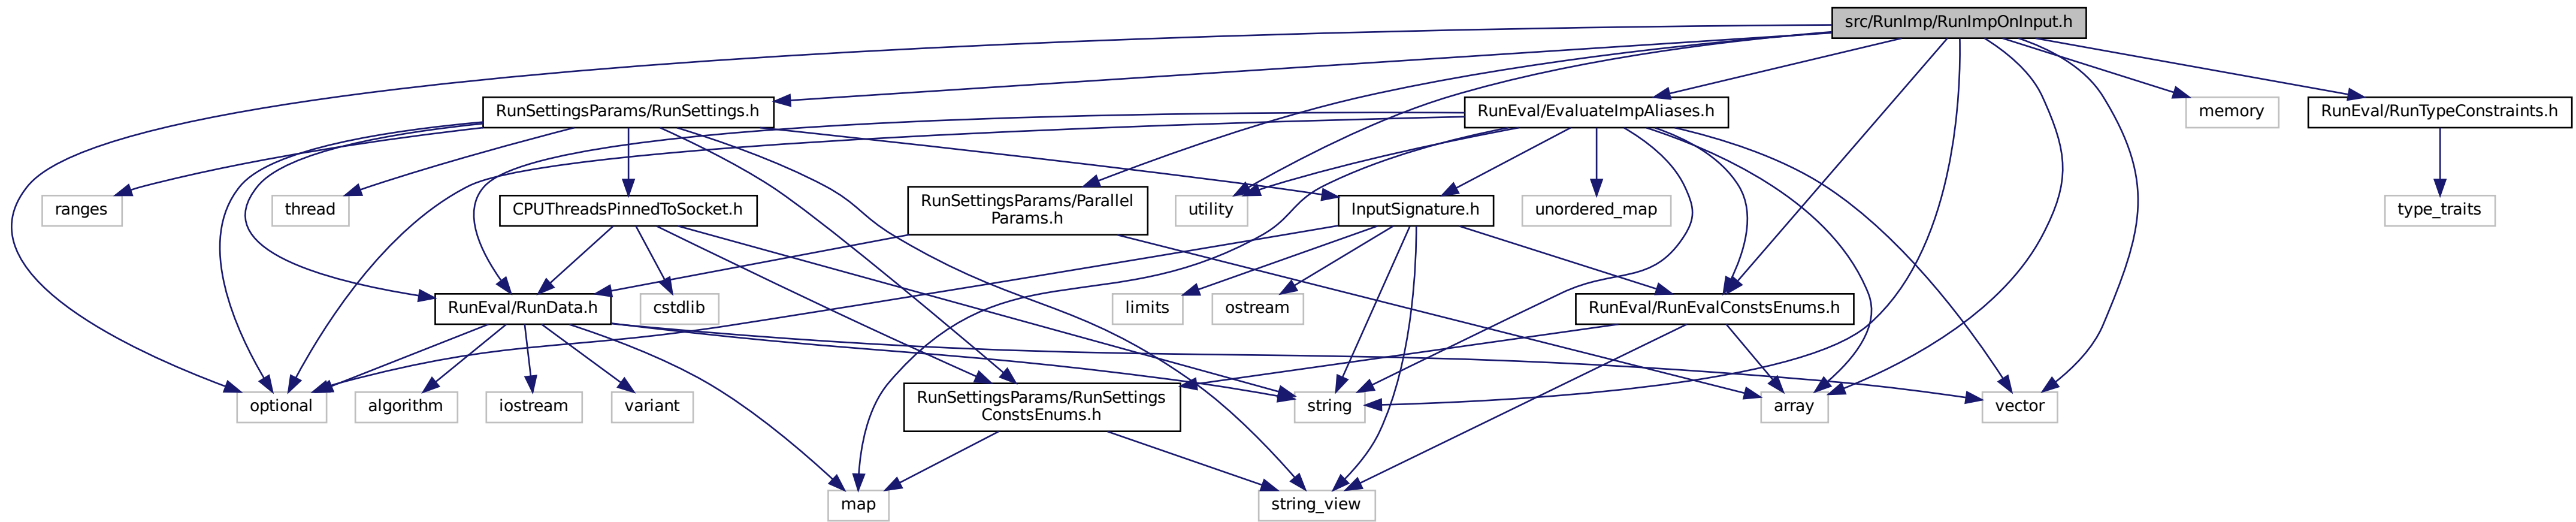 src/RunImp/RunImpOnInput.h
RunSettingsParams/RunSettings.h
RunEval/EvaluateImpAliases.h
memory
RunEval/RunTypeConstraints.h
ranges
thread
CPUThreadsPinnedToSocket.h
RunSettingsParams/Parallel
Params.h
utility
InputSignature.h
unordered_map
type_traits
RunEval/RunData.h
cstdlib
limits
ostream
RunEval/RunEvalConstsEnums.h
optional
algorithm
iostream
variant
RunSettingsParams/RunSettings
ConstsEnums.h
string
array
vector
map
string_view